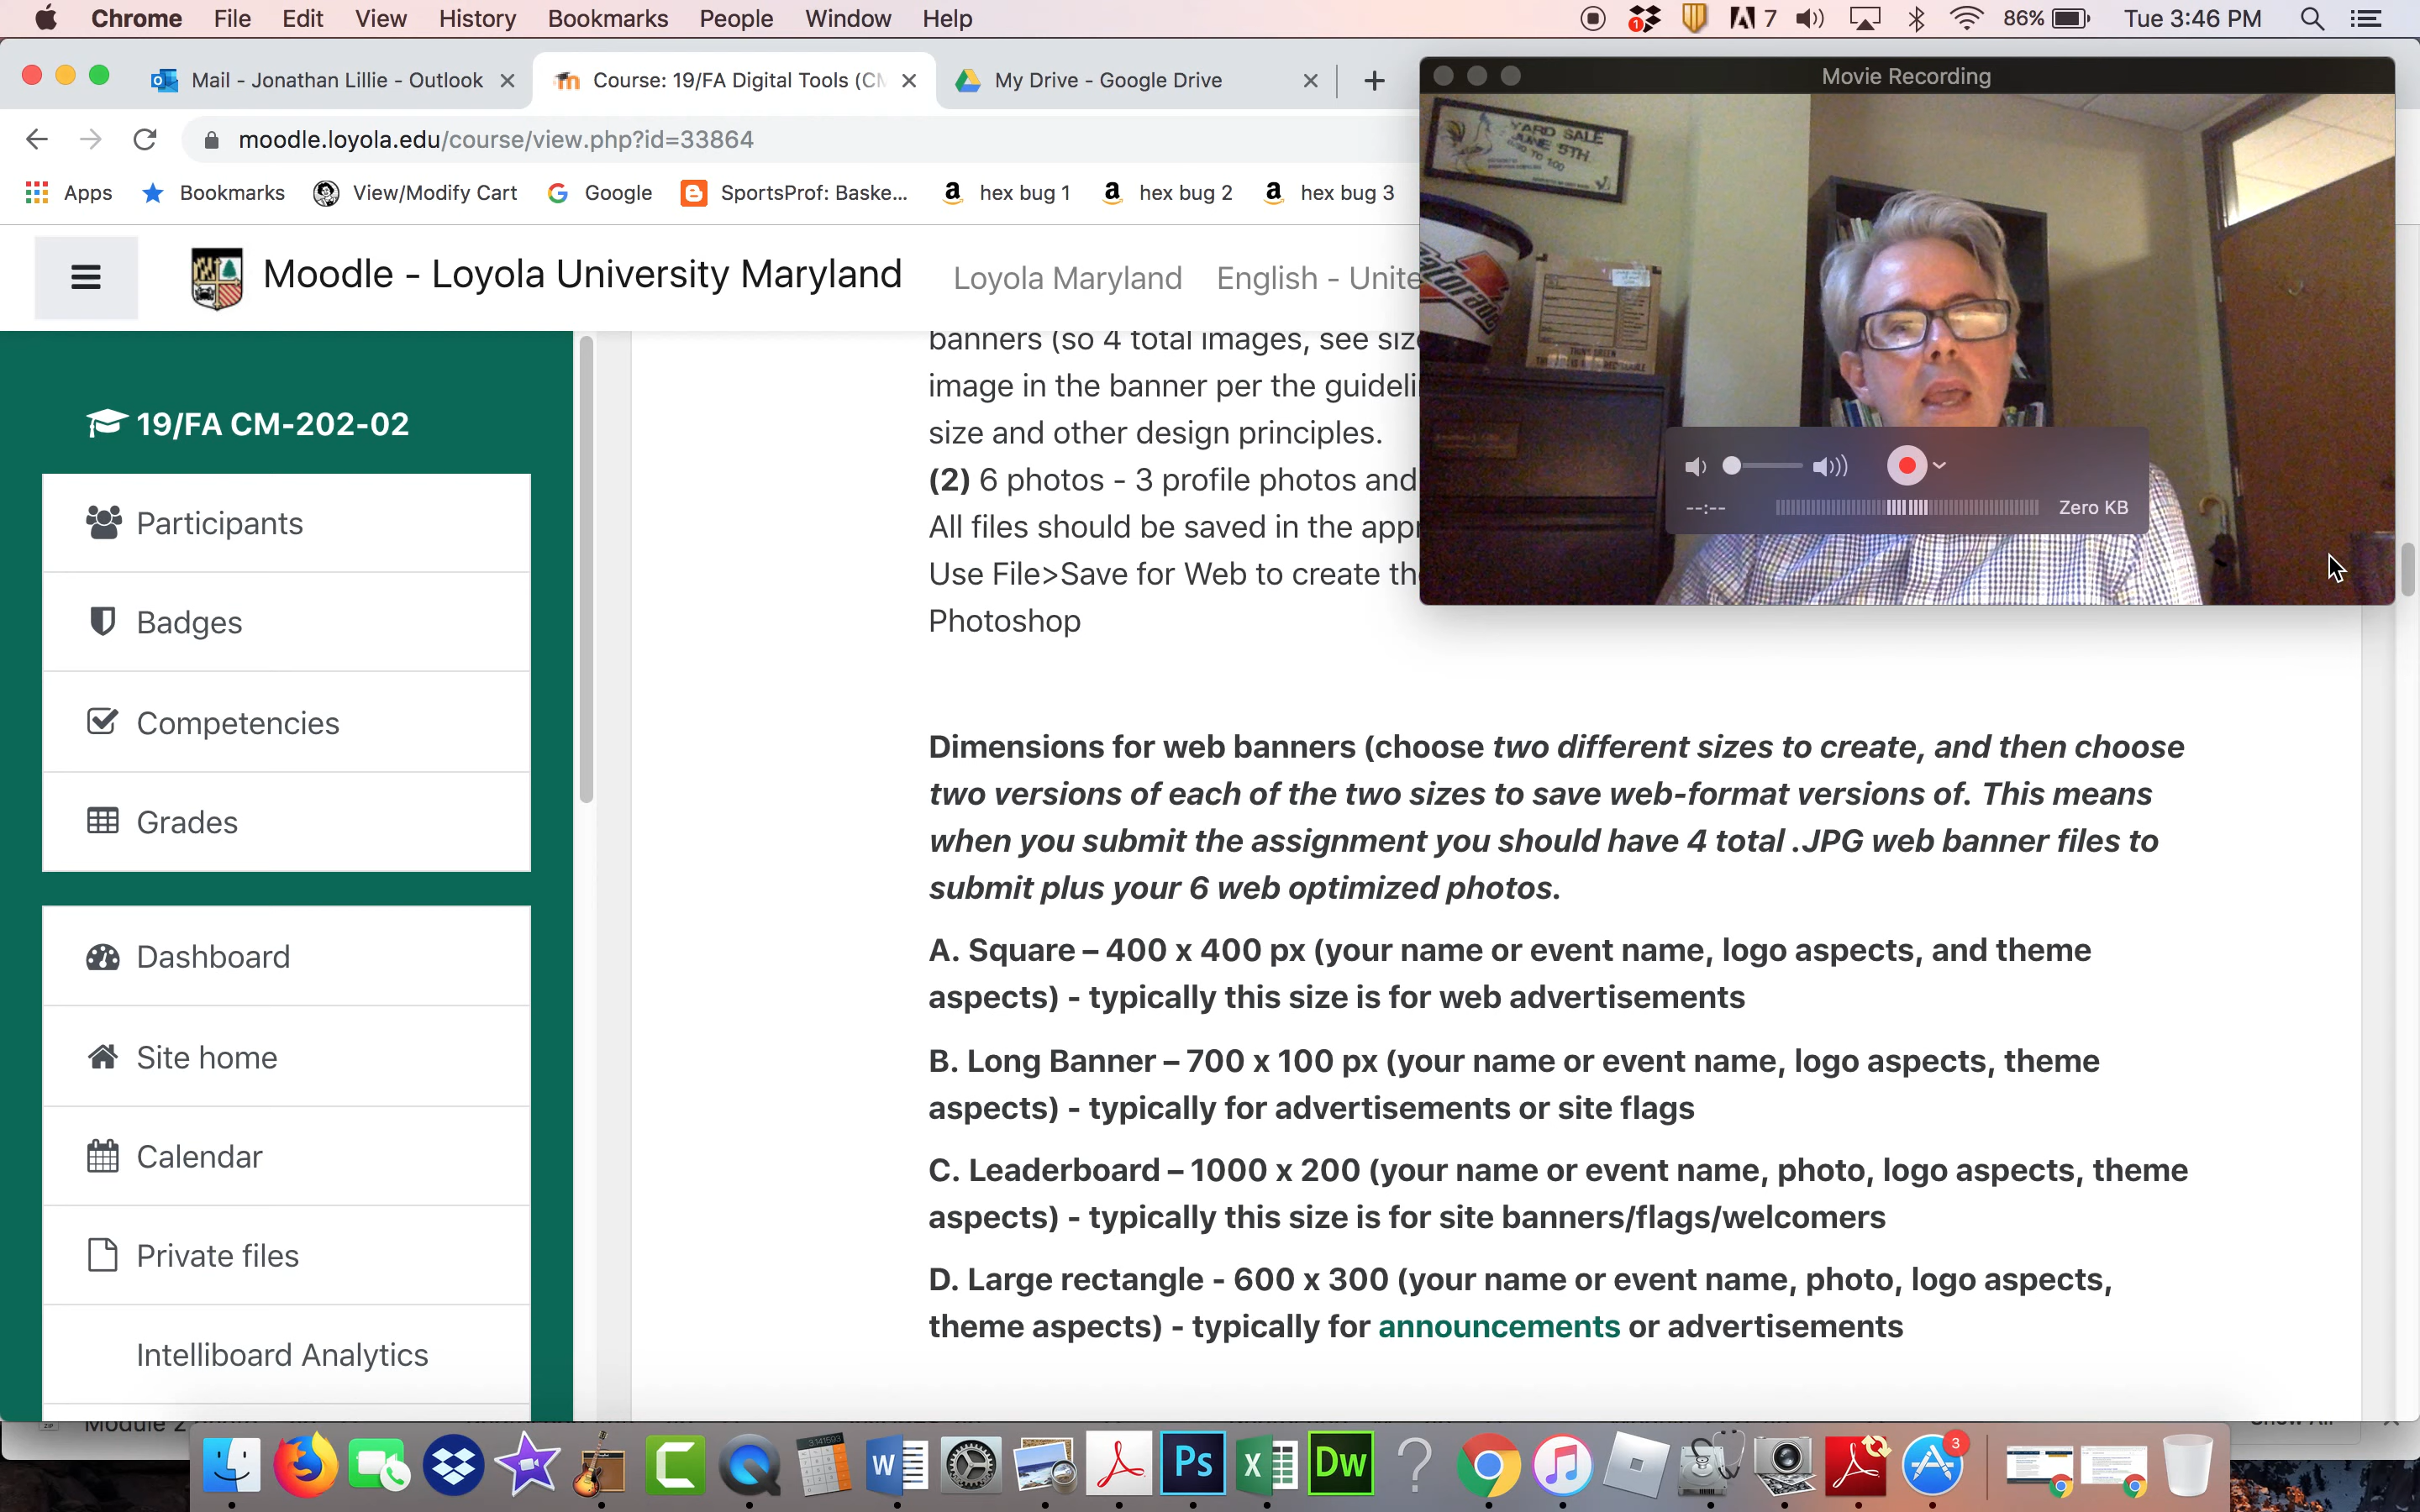 Chrome File Edit View History Bookmarks People Window Help
1 7 86% Tue 3:46 PM
Mail - Jonathan Lillie - Outlook
Course: 19/FA Digital Tools (CM
My Drive - Google Drive
Movie Recording
moodle.loyola.edu/course/view.php?id=33864
Apps Bookmarks View/Modify Cart Google SportsProf: Baske... hex bug 1 hex bug 2 hex bug 3
YARD SALE
JUNE 5TH
Moodle - Loyola University Maryland Loyola Maryland English - Unite
banners (so 4 total images, see siz
image in the banner per the guideli
size and other design principles.
(2) 6 photos - 3 profile photos and
All files should be saved in the appr
Use File>Save for Web to create th
Photoshop
--:-- Zero KB
19/FA CM-202-02
Participants
Badges
Competencies
Grades
Dashboard
Site home
Calendar
Private files
Intelliboard Analytics
Dimensions for web banners (choose two different sizes to create, and then choose
two versions of each of the two sizes to save web-format versions of. This means
when you submit the assignment you should have 4 total .JPG web banner files to
submit plus your 6 web optimized photos.
A. Square – 400 x 400 px (your name or event name, logo aspects, and theme
aspects) - typically this size is for web advertisements
B. Long Banner – 700 x 100 px (your name or event name, logo aspects, theme
aspects) - typically for advertisements or site flags
C. Leaderboard – 1000 x 200 (your name or event name, photo, logo aspects, theme
aspects) - typically this size is for site banners/flags/welcomers
D. Large rectangle - 600 x 300 (your name or event name, photo, logo aspects,
theme aspects) - typically for announcements or advertisements
Module 2
W Ps X Dw ? 3